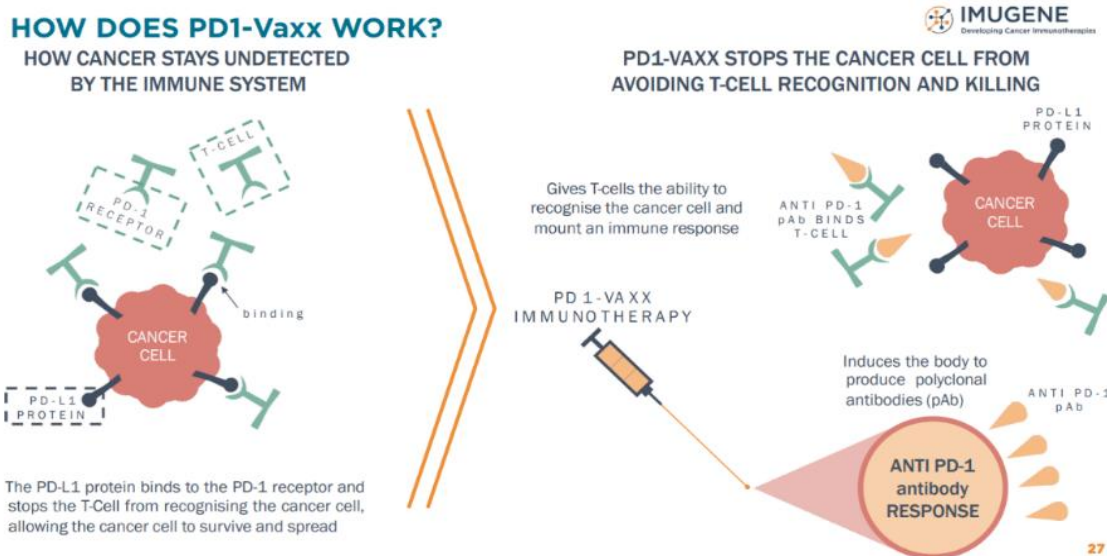 HOW DOES PD1-Vaxx WORK?
IMUGENE
Developing Cancer Immunotherapies
HOW CANCER STAYS UNDETECTED
BY THE IMMUNE SYSTEM
T-CELL
PD-1
RECEPTOR
binding
CANCER
CELL
PD-L1
PROTEIN
The PD-L1 protein binds to the PD-1 receptor and
stops the T-Cell from recognising the cancer cell,
allowing the cancer cell to survive and spread
PD1-VAXX STOPS THE CANCER CELL FROM
AVOIDING T-CELL RECOGNITION AND KILLING
PD-L1
PROTEIN
Gives T-cells the ability to
recognise the cancer cell and
mount an immune response
ANTI PD-1
pAb BINDS
T-CELL
CANCER
CELL
PD1-VAXX
IMMUNOTHERAPY
Induces the body to
produce polyclonal
antibodies (pAb)
ANTI PD-1
pAb
ANTI PD-1
antibody
RESPONSE
27